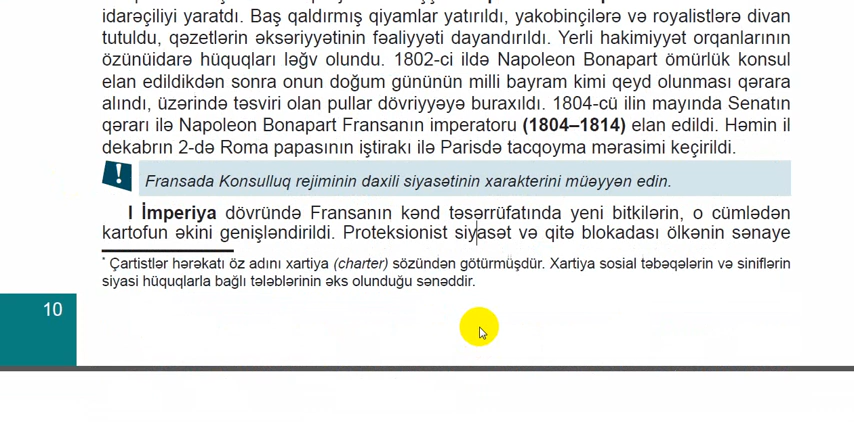 idarəçiliyi yaratdı. Baş qaldırmış qiyamlar yatırıldı, yakobinçilərə və royalistlərə divan
tutuldu, qəzetlərin əksəriyyətinin fəaliyyəti dayandırıldı. Yerli hakimiyyət orqanlarının
özünüidarə hüquqları ləğv olundu. 1802-ci ildə Napoleon Bonapart ömürlük konsul
elan edildikdən sonra onun doğum gününün milli bayram kimi qeyd olunması qərara
alındı, üzərində təsviri olan pullar dövriyyəyə buraxıldı. 1804-cü ilin mayında Senatın
qərarı ilə Napoleon Bonapart Fransanın imperatoru (1804–1814) elan edildi. Həmin il
dekabrın 2-də Roma papasının iştirakı ilə Parisdə tacqoyma mərasimi keçirildi.
! Fransada Konsulluq rejiminin daxili siyasətinin xarakterini müəyyən edin.
I İmperiya dövründə Fransanın kənd təsərrüfatında yeni bitkilərin, o cümlədən
kartofun əkini genişləndirildi. Proteksionist siyasət və qitə blokadası ölkənin sənaye
* Çartistlər hərəkatı öz adını xartiya (charter) sözündən götürmüşdür. Xartiya sosial təbəqələrin və siniflərin
siyasi hüquqlarla bağlı tələblərinin əks olunduğu sənəddir.
10